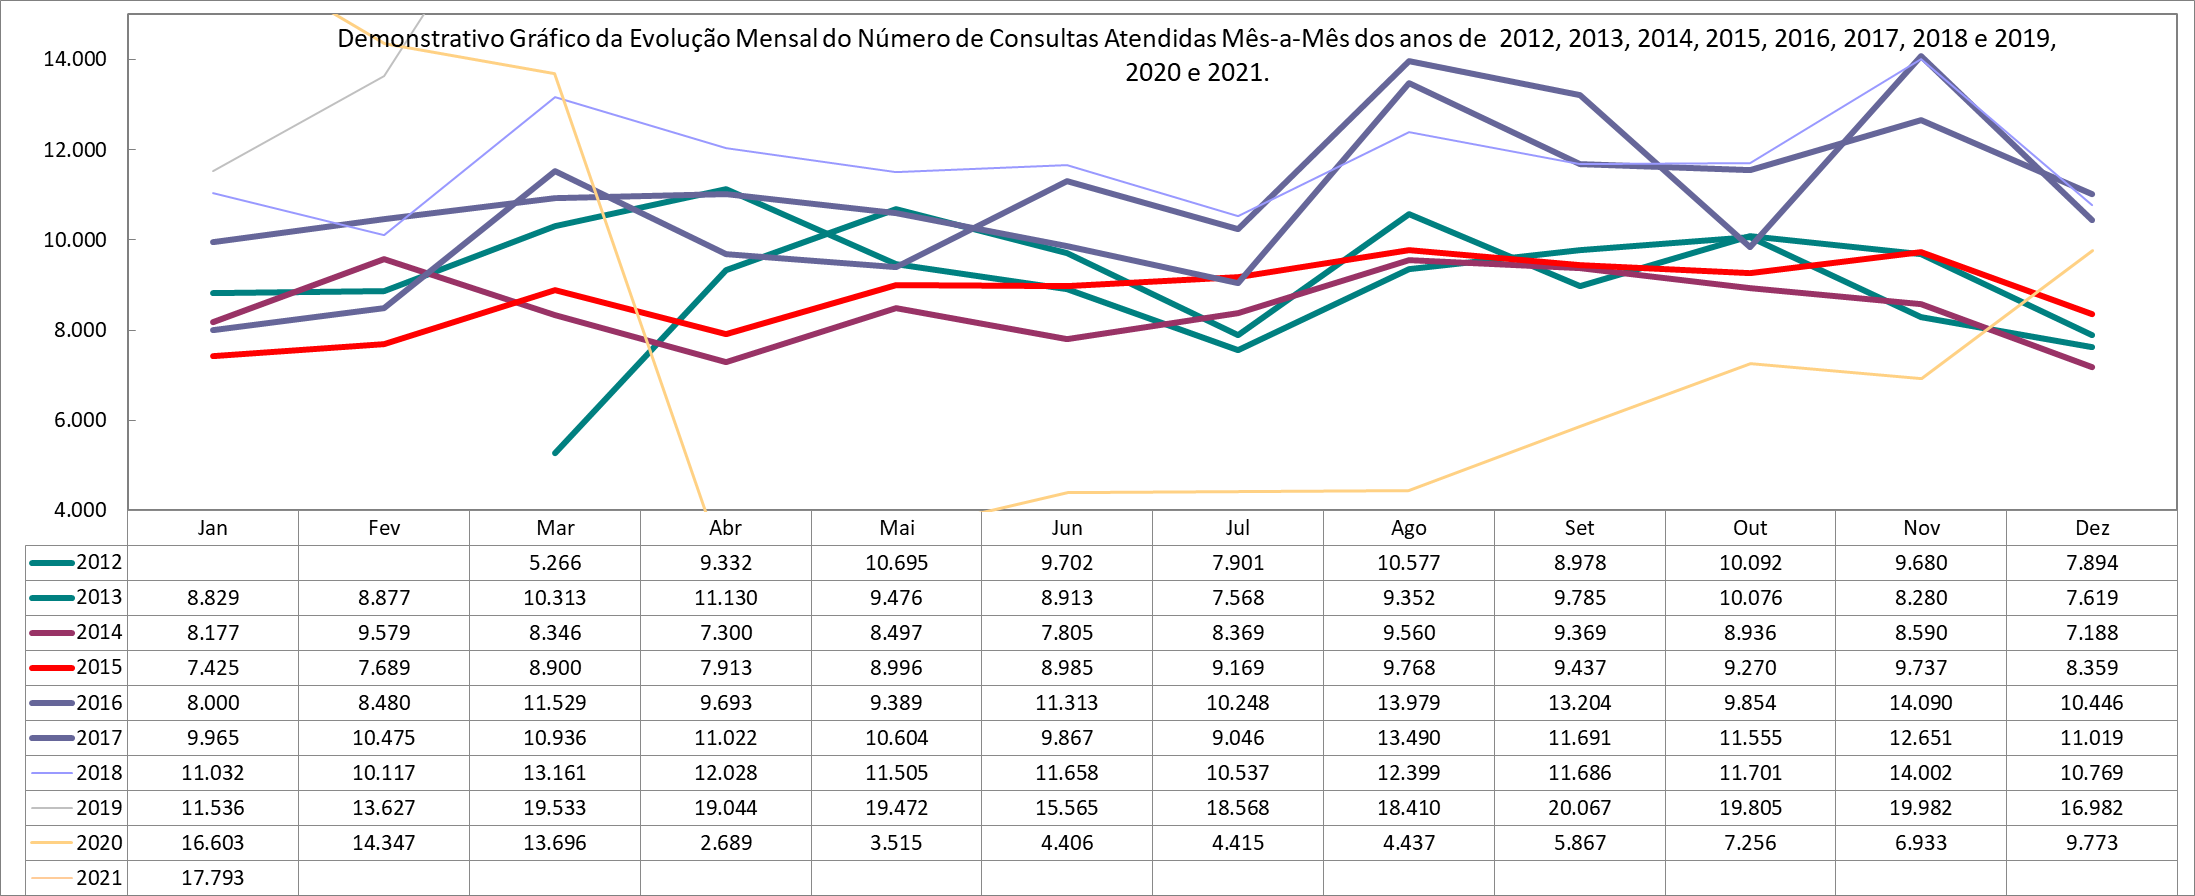 Demonstrativo Gráfico da Evolução Mensal do Número de Consultas Atendidas Mês-a-Mês dos anos de 2012, 2013, 2014, 2015, 2016, 2017, 2018 e 2019,
2020 e 2021.
14.000
12.000
10.000
8.000
6.000
4.000
Jan Fev Mar Abr Mai Jun Jul Ago Set Out Nov Dez
2012 5.266 9.332 10.695 9.702 7.901 10.577 8.978 10.092 9.680 7.894
2013 8.829 8.877 10.313 11.130 9.476 8.913 7.568 9.352 9.785 10.076 8.280 7.619
2014 8.177 9.579 8.346 7.300 8.497 7.805 8.369 9.560 9.369 8.936 8.590 7.188
2015 7.425 7.689 8.900 7.913 8.996 8.985 9.169 9.768 9.437 9.270 9.737 8.359
2016 8.000 8.480 11.529 9.693 9.389 11.313 10.248 13.979 13.204 9.854 14.090 10.446
2017 9.965 10.475 10.936 11.022 10.604 9.867 9.046 13.490 11.691 11.555 12.651 11.019
2018 11.032 10.117 13.161 12.028 11.505 11.658 10.537 12.399 11.686 11.701 14.002 10.769
2019 11.536 13.627 19.533 19.044 19.472 15.565 18.568 18.410 20.067 19.805 19.982 16.982
2020 16.603 14.347 13.696 2.689 3.515 4.406 4.415 4.437 5.867 7.256 6.933 9.773
2021 17.793